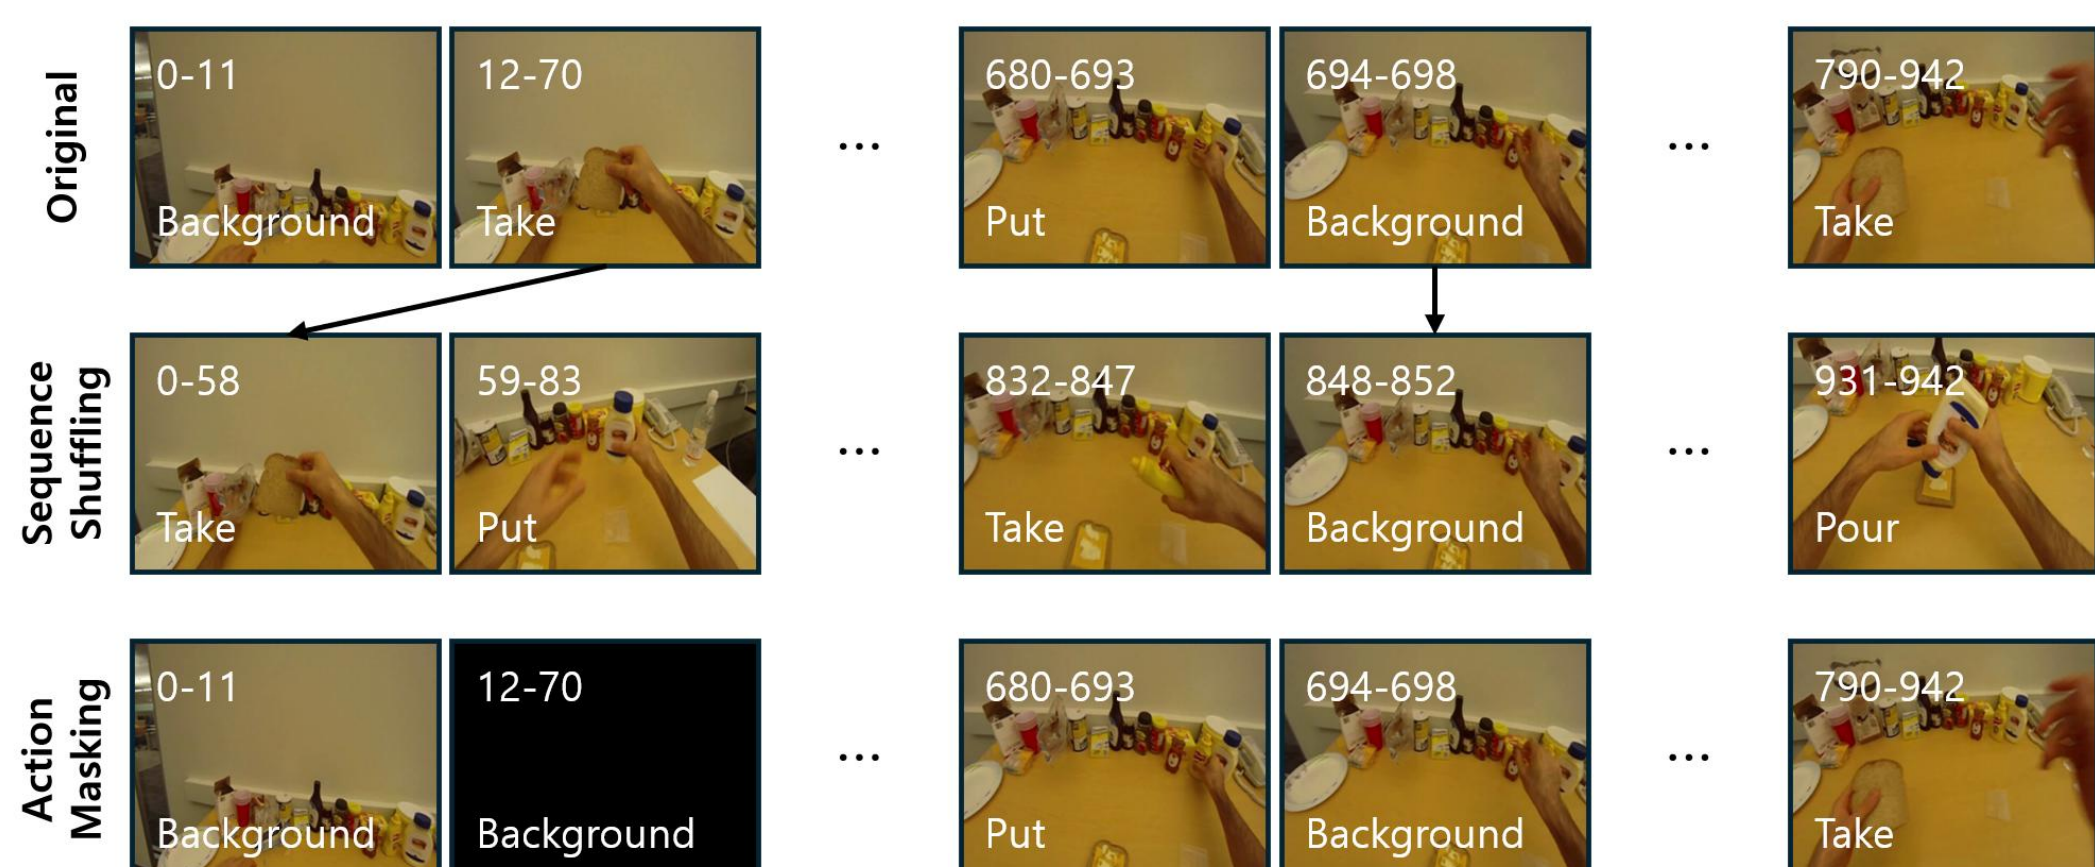 Original
0-11
Background
12-70
Take
...
680-693
Put
694-698
Background
...
790-942
Take
Sequence
Shuffling
0-58
Take
59-83
Put
...
832-847
Take
848-852
Background
...
931-942
Pour
Action
Masking
0-11
Background
12-70
Background
...
680-693
Put
694-698
Background
...
790-942
Take